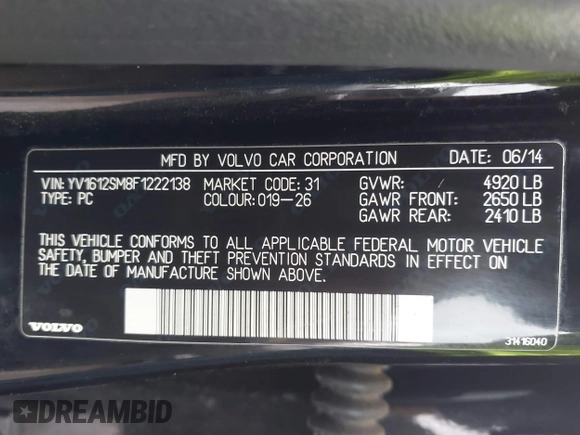 MFD BY VOLVO CAR CORPORATION DATE: 06/14
VIN: YV1612SM8F1222138 MARKET CODE: 31 GVWR: 4920 LB
TYPE: PC COLOUR: 019-26 GAWR FRONT: 2650 LB
GAWR REAR: 2410 LB
THIS VEHICLE CONFORMS TO ALL APPLICABLE FEDERAL MOTOR VEHICLE
SAFETY, BUMPER AND THEFT PREVENTION STANDARDS IN EFFECT ON
THE DATE OF MANUFACTURE SHOWN ABOVE.
VOLVO 31416040
DREAMBID